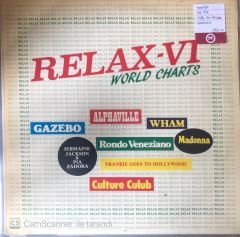 RELAX-VI
WORLD CHARTS
ALPHAVILLE
GAZEBO
WHAM
JERMAINE
JACKSON
&
PIA
ZADORA
Rondo Veneziano
Madonna
FRANKIE GOES TO HOLLYWOOD
Culture Culub
CS CamScanner ile tarandı